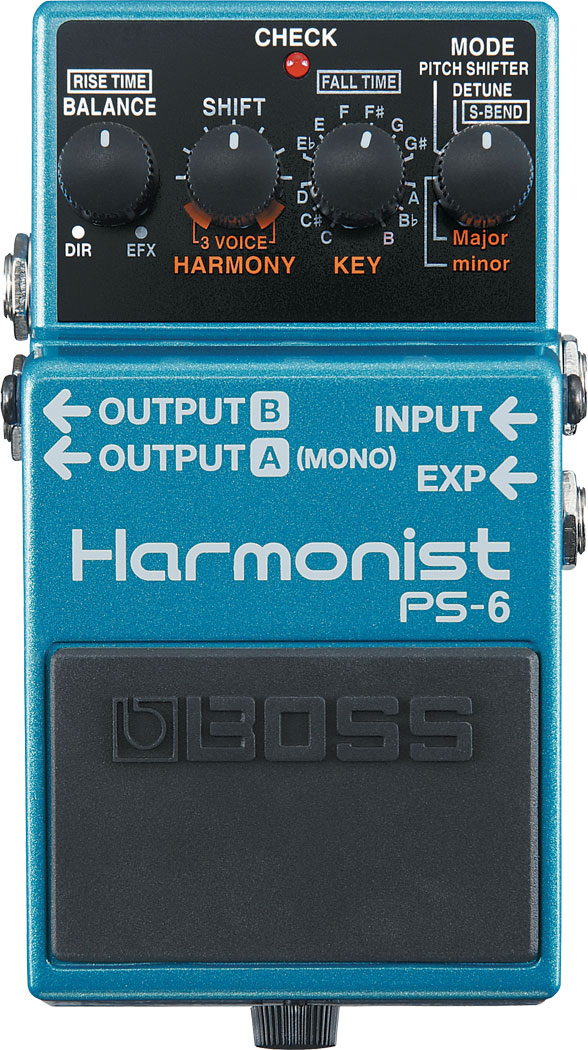 CHECK
MODE
PITCH SHIFTER
DETUNE
S-BEND
RISE TIME
BALANCE
SHIFT
FALL TIME
E♭ E F F# G G#
D C# C
A B♭ B
DIR EFX
3 VOICE
HARMONY
KEY
Major
minor
OUTPUT B
OUTPUT A (MONO)
INPUT
EXP
Harmonist
PS-6
BOSS